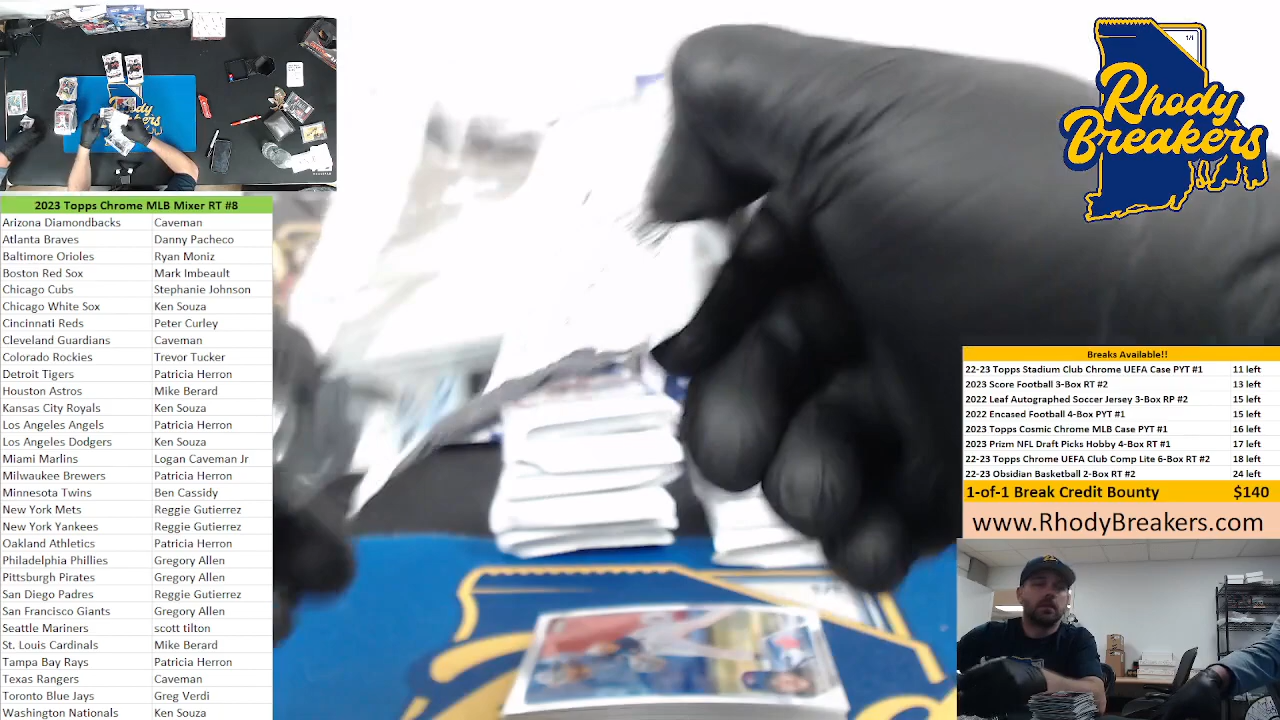 2023 Topps Chrome MLB Mixer RT #8
Arizona Diamondbacks Caveman
Atlanta Braves Danny Pacheco
Baltimore Orioles Ryan Moniz
Boston Red Sox Mark Imbeault
Chicago Cubs Stephanie Johnson
Chicago White Sox Ken Souza
Cincinnati Reds Peter Curley
Cleveland Guardians Caveman
Colorado Rockies Trevor Tucker
Detroit Tigers Patricia Herron
Houston Astros Mike Berard
Kansas City Royals Ken Souza
Los Angeles Angels Patricia Herron
Los Angeles Dodgers Ken Souza
Miami Marlins Logan Caveman Jr
Milwaukee Brewers Patricia Herron
Minnesota Twins Ben Cassidy
New York Mets Reggie Gutierrez
New York Yankees Reggie Gutierrez
Oakland Athletics Patricia Herron
Philadelphia Phillies Gregory Allen
Pittsburgh Pirates Gregory Allen
San Diego Padres Reggie Gutierrez
San Francisco Giants Gregory Allen
Seattle Mariners scott tilton
St. Louis Cardinals Mike Berard
Tampa Bay Rays Patricia Herron
Texas Rangers Caveman
Toronto Blue Jays Greg Verdi
Washington Nationals Ken Souza
1/1
Rhody
Breakers
Breaks Available!!
22-23 Topps Stadium Club Chrome UEFA Case PYT #1 11 left
2023 Score Football 3-Box RT #2 13 left
2022 Leaf Autographed Soccer Jersey 3-Box RP #2 15 left
2022 Encased Football 4-Box PYT #1 15 left
2023 Topps Cosmic Chrome MLB Case PYT #1 16 left
2023 Prizm NFL Draft Picks Hobby 4-Box RT #1 17 left
22-23 Topps Chrome UEFA Club Comp Lite 6-Box RT #2 18 left
22-23 Obsidian Basketball 2-Box RT #2 24 left
1-of-1 Break Credit Bounty $140
www.RhodyBreakers.com